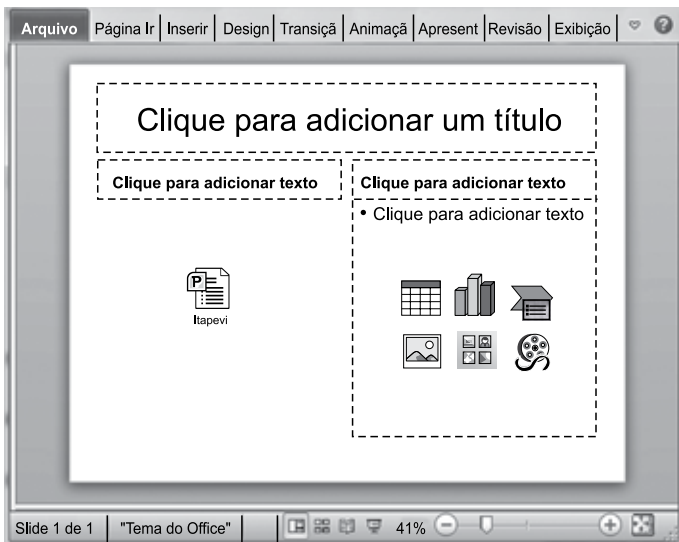 Arquivo Página Ir Inserir Design Transiçã Animaçã Apresent Revisão Exibição
Clique para adicionar um título
Clique para adicionar texto Clique para adicionar texto
• Clique para adicionar texto
P
Itapevi
Slide 1 de 1 "Tema do Office" 41%